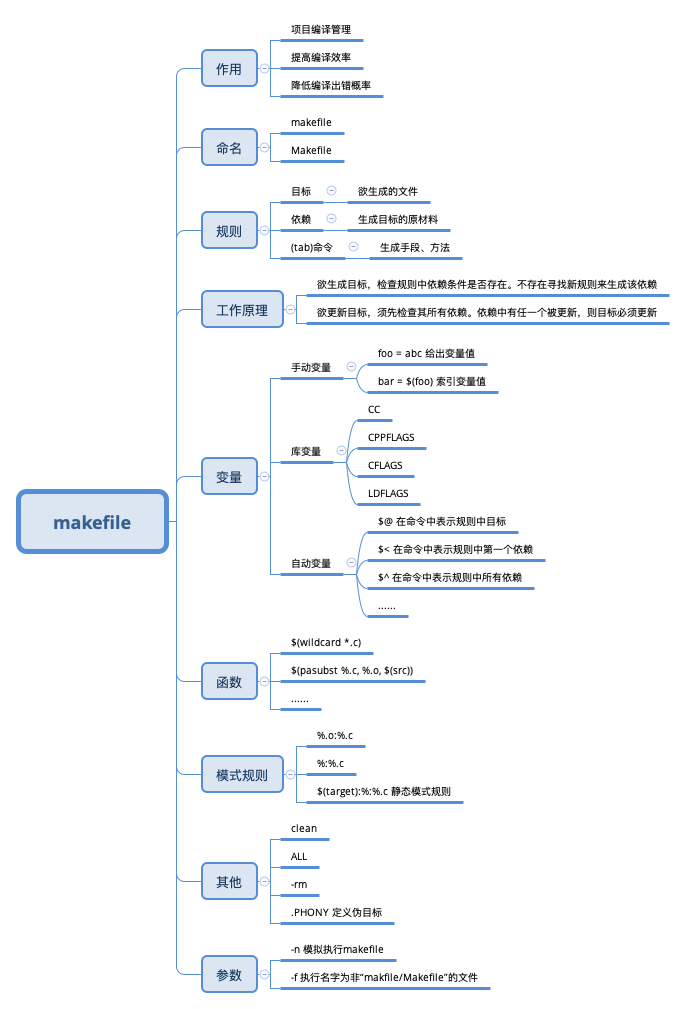 makefile
作用
项目编译管理
提高编译效率
降低编译出错概率
命名
makefile
Makefile
规则
目标
欲生成的文件
依赖
生成目标的原材料
(tab)命令
生成手段、方法
工作原理
欲生成目标，检查规则中依赖条件是否存在。不存在寻找新规则来生成该依赖
欲更新目标，须先检查其所有依赖。依赖中有任一个被更新，则目标必须更新
变量
手动变量
foo = abc 给出变量值
bar = $(foo) 索引变量值
库变量
CC
CPPFLAGS
CFLAGS
LDFLAGS
自动变量
$@ 在命令中表示规则中目标
$< 在命令中表示规则中第一个依赖
$^ 在命令中表示规则中所有依赖
......
函数
$(wildcard *.c)
$(pasubst %.c, %.o, $(src))
......
模式规则
%.o:%.c
%:%.c
$(target):%:%.c 静态模式规则
其他
clean
ALL
-rm
.PHONY 定义伪目标
参数
-n 模拟执行makefile
-f 执行名字为非“makfile/Makefile”的文件